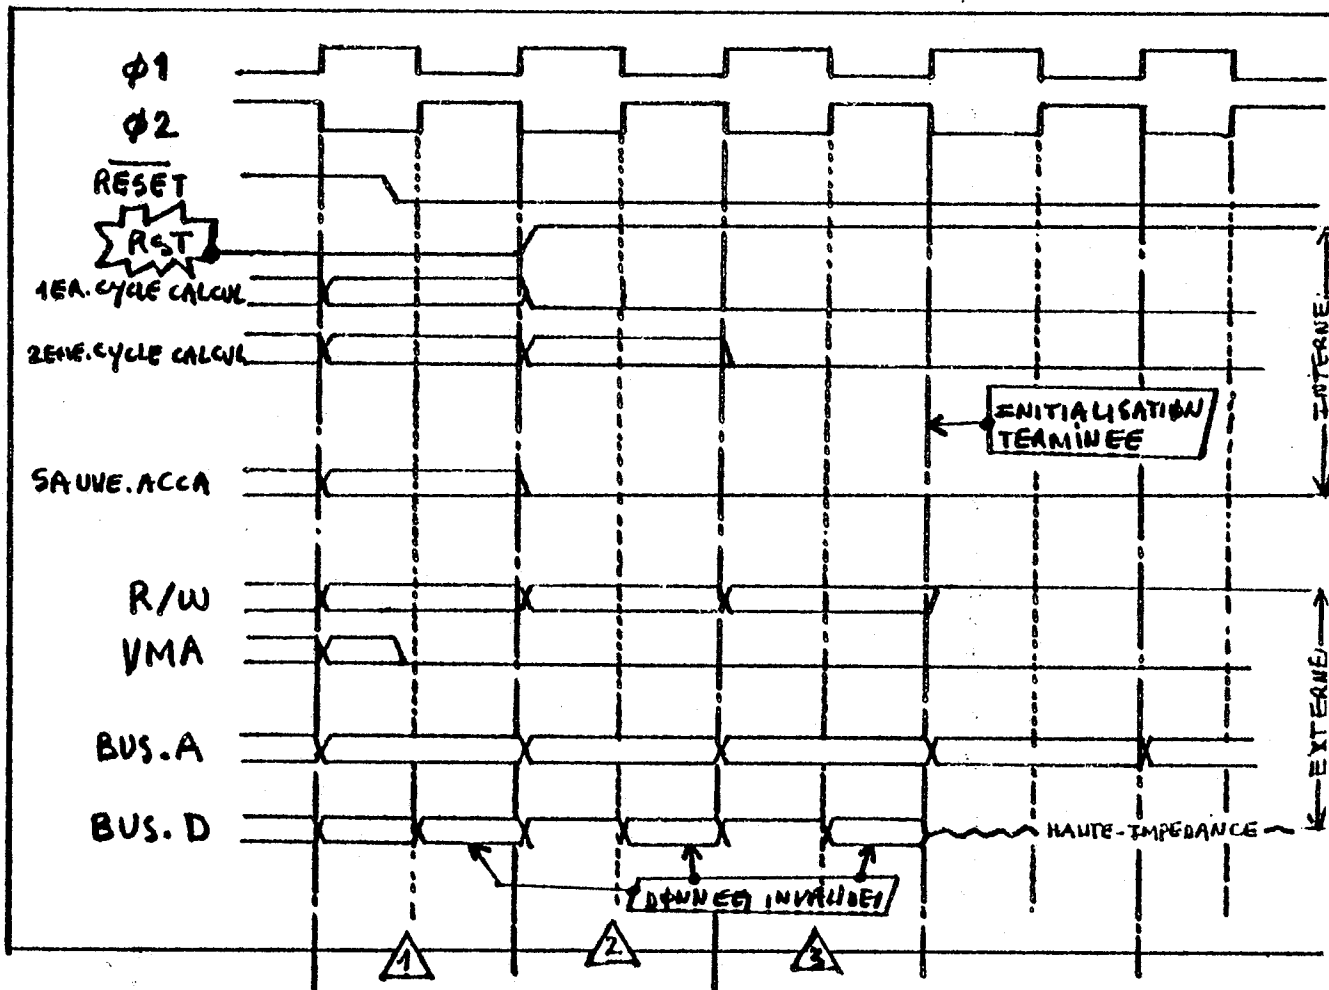 φ1
φ2
RESET
RST
1ER.CYCLE CALCUL
2EME.CYCLE CALCUL
INITIALISATION
TERMINEE
SAUVE.ACCA
INTERNE
R/W
VMA
BUS.A
BUS.D
HAUTE-IMPEDANCE
DONNEES INVALIDES
EXTERNE
1
2
3